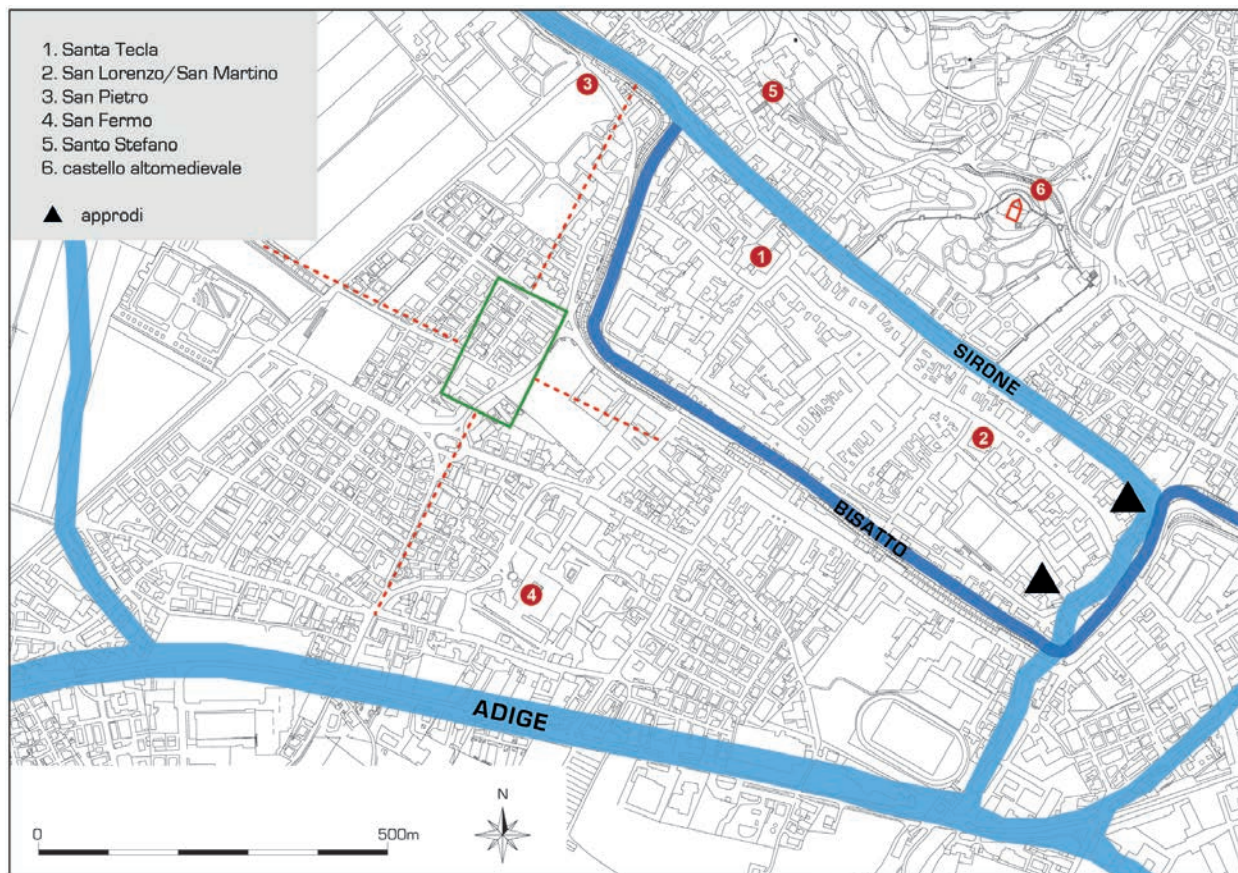 1. Santa Tecla
2. San Lorenzo/San Martino
3. San Pietro
4. San Fermo
5. Santo Stefano
6. castello altomedievale
approdi
3
5
6
1
SIRONE
2
BISATTO
4
ADIGE
N
0 500m